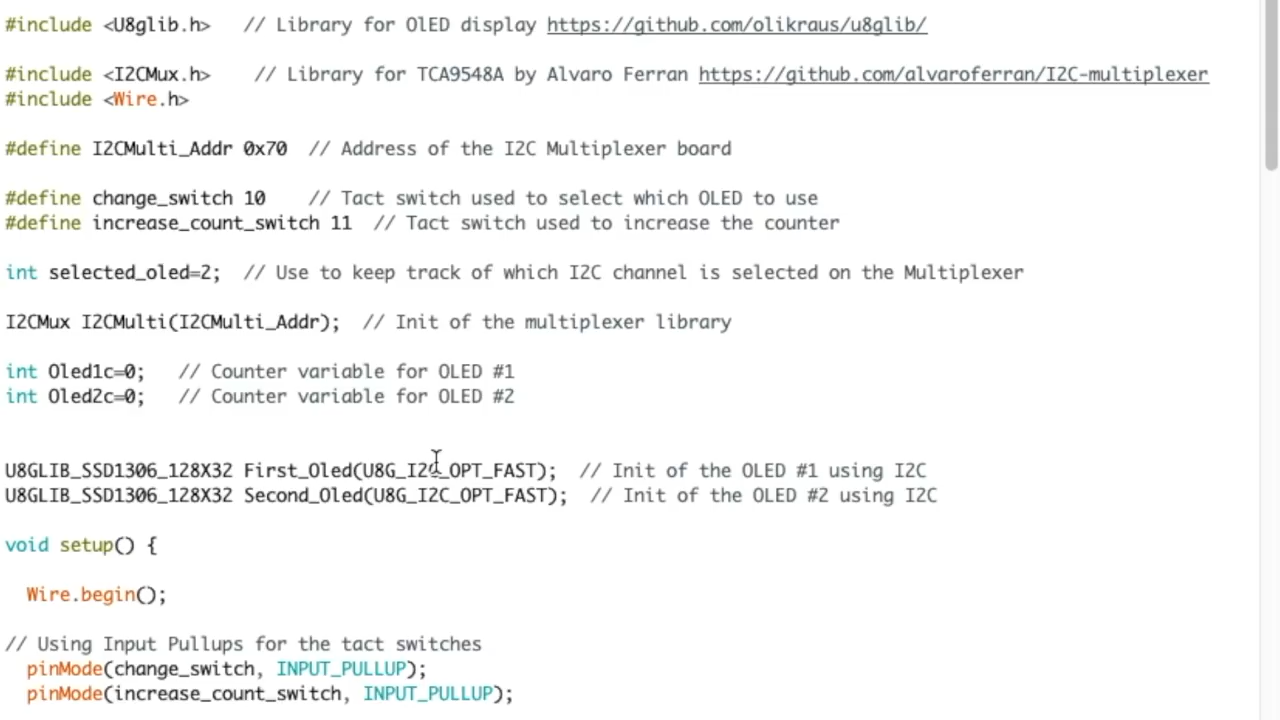 #include <U8glib.h>   // Library for OlED display https://github.com/olikraus/u8glib/
#include <I2CMux.h>    // Library for TCA9548A by Alvaro Ferran https://github.com/alvaroferran/I2C-multiplexer
#include <Wire.h>
#define I2CMulti_Addr 0x70  // Address of the I2C Multiplexer board
#define change_switch 10    // Tact switch used to select which OLED to use
#define increase_count_switch 11  // Tact switch used to increase the counter
int selected_oled=2;  // Use to keep track of which I2C channel is selected on the Multiplexer
I2CMux I2CMulti(I2CMulti_Addr);  // Init of the multiplexer library
int Oled1c=0;   // Counter variable for OLED #1
int Oled2c=0;   // Counter variable for OLED #2
U8GLIB_SSD1306_128X32 First_Oled(U8G_I2C_OPT_FAST);  // Init of the OLED #1 using I2C
U8GLIB_SSD1306_128X32 Second_Oled(U8G_I2C_OPT_FAST);  // Init of the OLED #2 using I2C
void setup() {
  Wire.begin();
// Using Input Pullups for the tact switches
  pinMode(change_switch, INPUT_PULLUP);
  pinMode(increase_count_switch, INPUT_PULLUP);